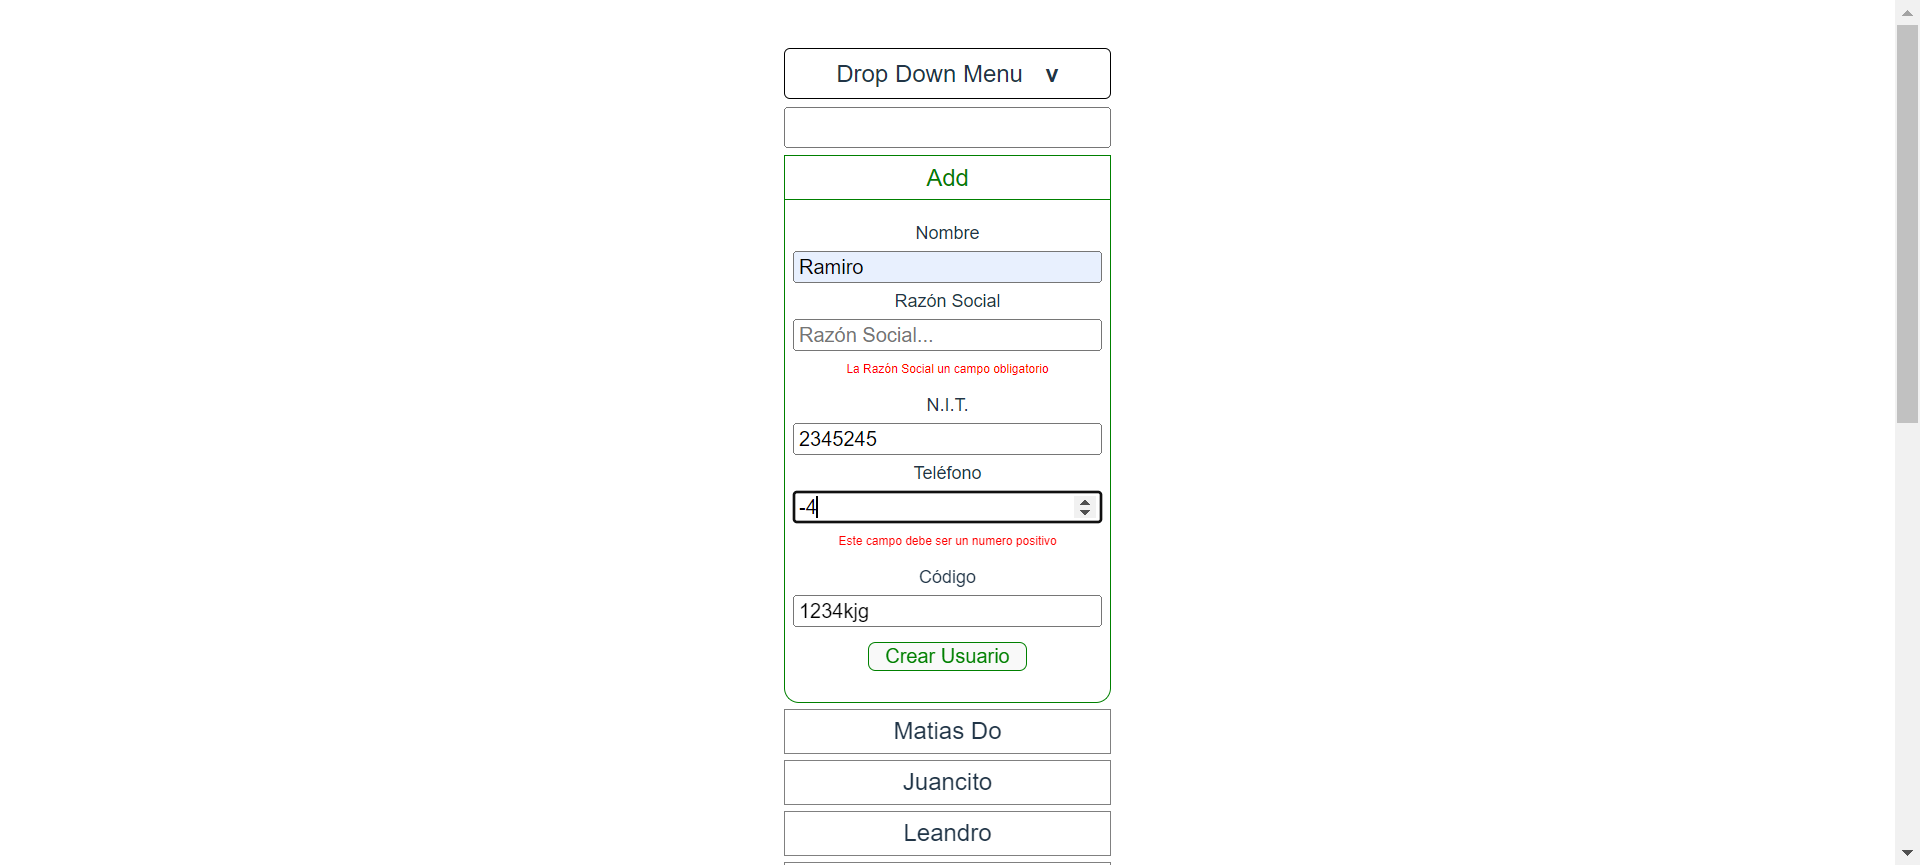 Drop Down Menu v
Add
Nombre
Ramiro
Razón Social
Razón Social...
La Razón Social un campo obligatorio
N.I.T.
2345245
Teléfono
-4
Este campo debe ser un numero positivo
Código
1234kjg
Crear Usuario
Matias Do
Juancito
Leandro